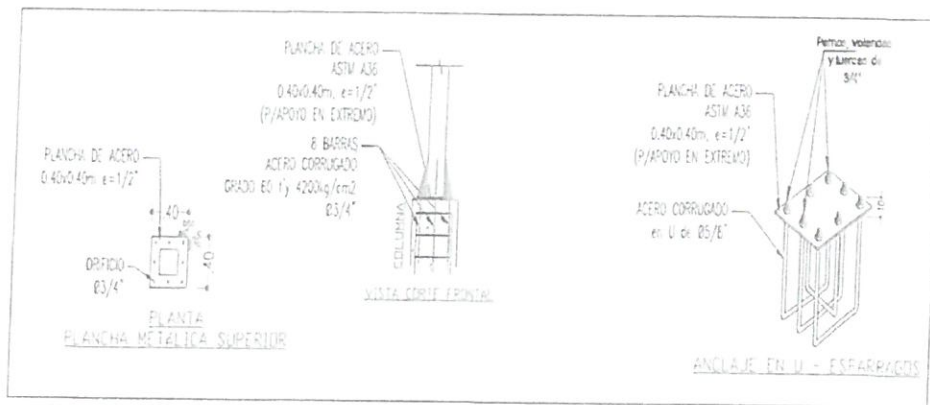 PLANCHA DE ACERO
0.40x0.40m, e=1/2"
.40
.40
ORIFICIO
Ø3/4"
PLANTA
PLANCHA METALICA SUPERIOR
PLANCHA DE ACERO
ASTM A36
0.40x0.40m, e=1/2"
(P/APOYO EN EXTREMO)
8 BARRAS
ACERO CORRUGADO
GRADO 60 f'y 4200kg/cm2
Ø3/4"
COLUMNA
VISTA CORTE FRONTAL
Pernos, volandas
y tuercas de
3/4"
PLANCHA DE ACERO
ASTM A36
0.40x0.40m, e=1/2"
(P/APOYO EN EXTREMO)
ACERO CORRUGADO
en U de Ø5/8"
ANCLAJE EN U - ESPARRAGOS